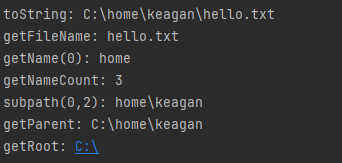 toString: C:\home\keagan\hello.txt
getFileName: hello.txt
getName(0): home
getNameCount: 3
subpath(0,2): home\keagan
getParent: C:\home\keagan
getRoot: C:\